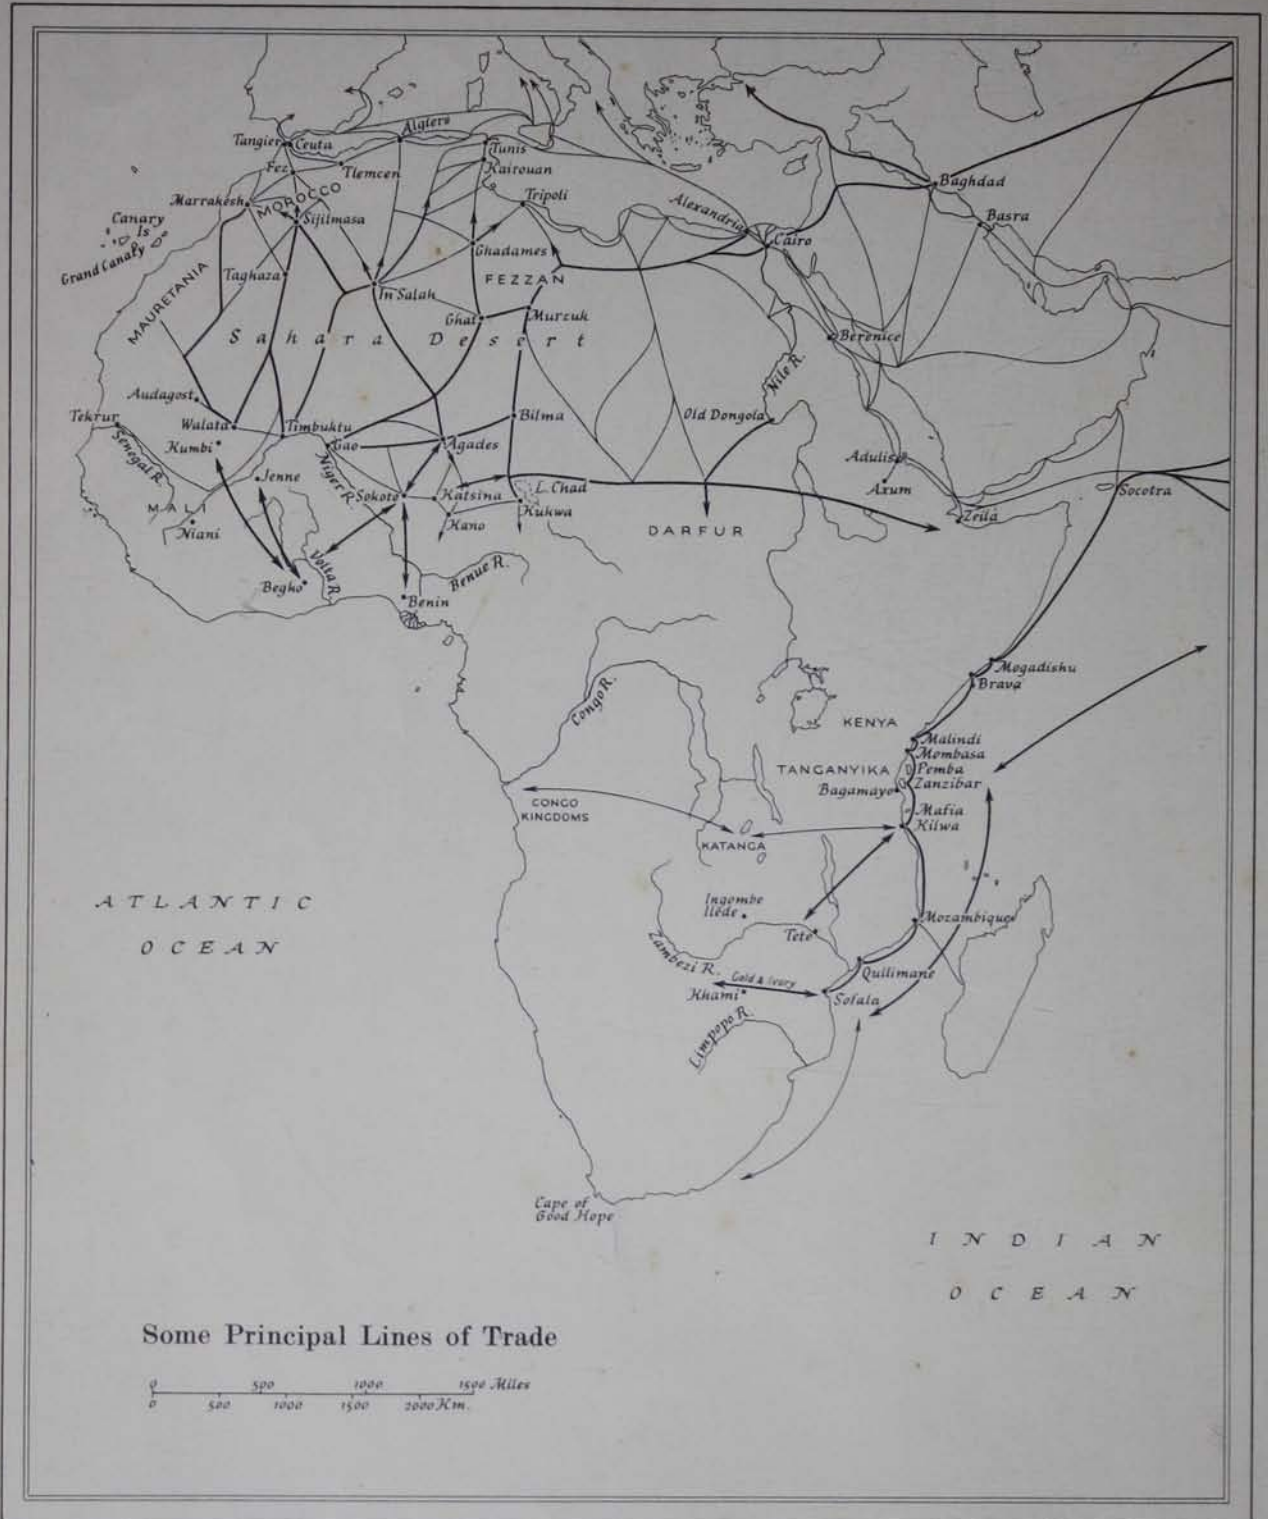 Tangier
Ceuta
Algiers
Tunis
Fez
Tlemcen
Kairouan
Marrakesh
MOROCCO
Sijilmasa
Tripoli
Alexandria
Cairo
Baghdad
Basra
Canary
Is
Grand Canary
MAURETANIA
Taghaza
In Salah
Ghadames
FEZZAN
Ghat
Murzuk
Sahara Desert
Berenice
Nile R.
Audagost
Tekrur
Walata
Timbuktu
Gao
Agades
Bilma
Old Dongola
Kumbi
Senegal R.
Jenne
Niger R.
Sokoto
Katsina
L. Chad
Adulis
Axum
Socotra
MALI
Niani
Kano
Kukwa
DARFUR
Zeila
Begho
Volta R.
Benue R.
Benin
Mogadishu
Brava
Congo R.
KENYA
Malindi
Mombasa
TANGANYIKA
Pemba
Bagamayo
Zanzibar
Mafia
Kilwa
CONGO
KINGDOMS
KATANGA
ATLANTIC
OCEAN
Ingombe
Ilede
Tete
Mozambique
Zambezi R.
Gold & Ivory
Quilimane
Khami
Sofala
Limpopo R.
Cape of
Good Hope
INDIAN
OCEAN
Some Principal Lines of Trade
0 500 1000 1500 Miles
0 500 1000 1500 2000 Km.